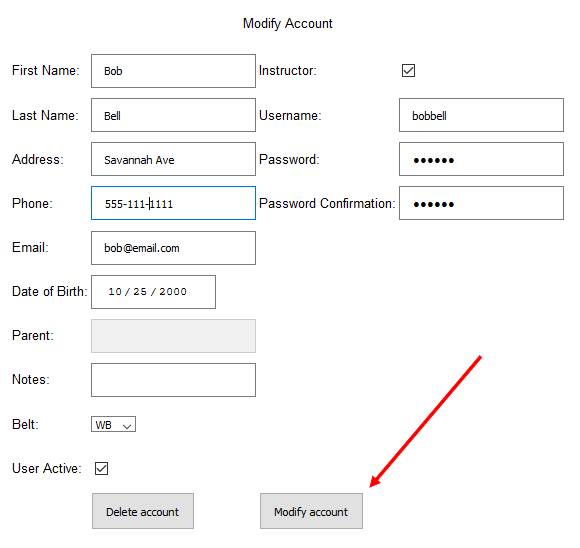 Modify Account
First Name: Bob Instructor:
Last Name: Bell Username: bobbell
Address: Savannah Ave Password: ••••••
Phone: 555-111-1111 Password Confirmation: ••••••
Email: bob@email.com
Date of Birth: 10 / 25 / 2000
Parent:
Notes:
Belt: WB
User Active:
Delete account Modify account